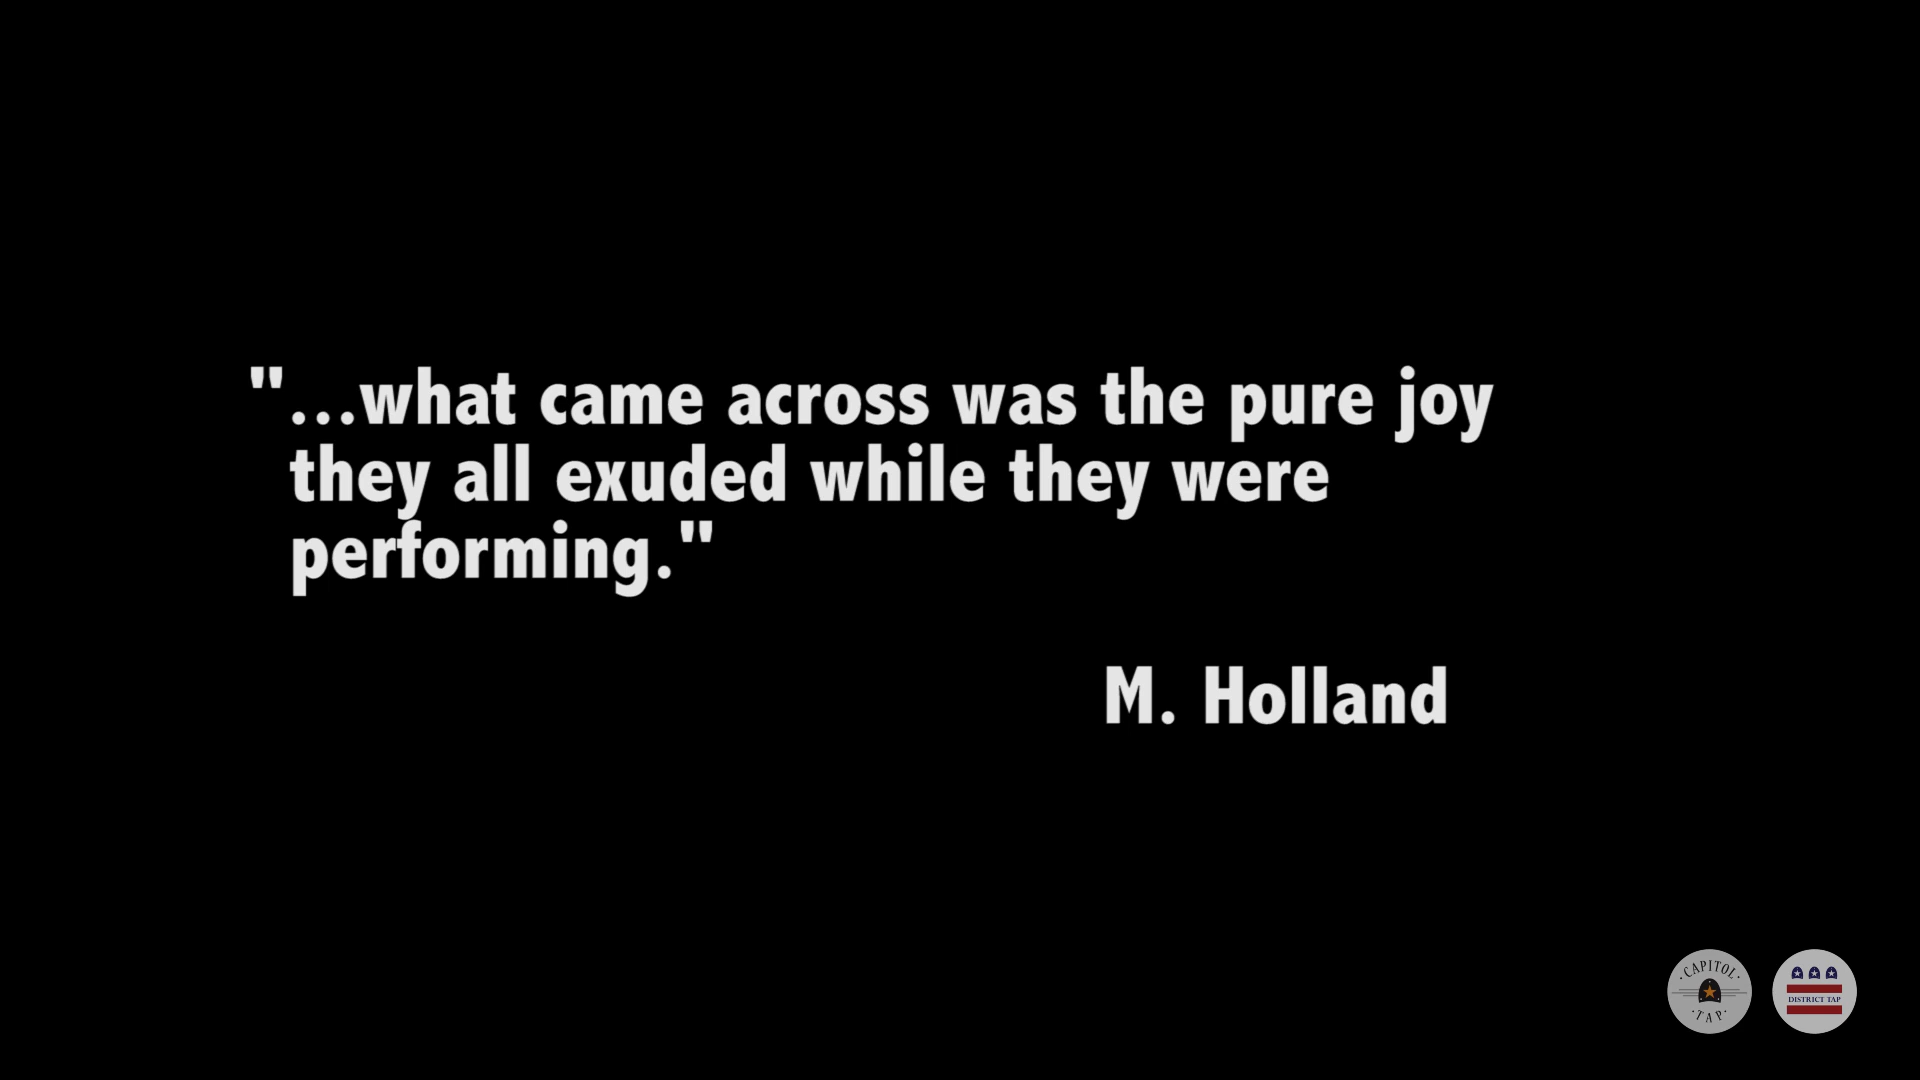 "...what came across was the pure joy
they all exuded while they were
performing."
M. Holland
·CAPITOL·
·TAP·
DISTRICT TAP